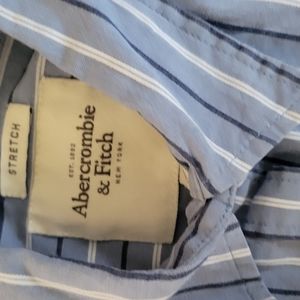 EST. 1892
Abercrombie
& Fitch
NEW YORK
STRETCH